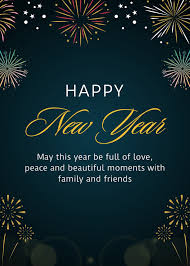 HAPPY
New Year
May this year be full of love,
peace and beautiful moments with
family and friends